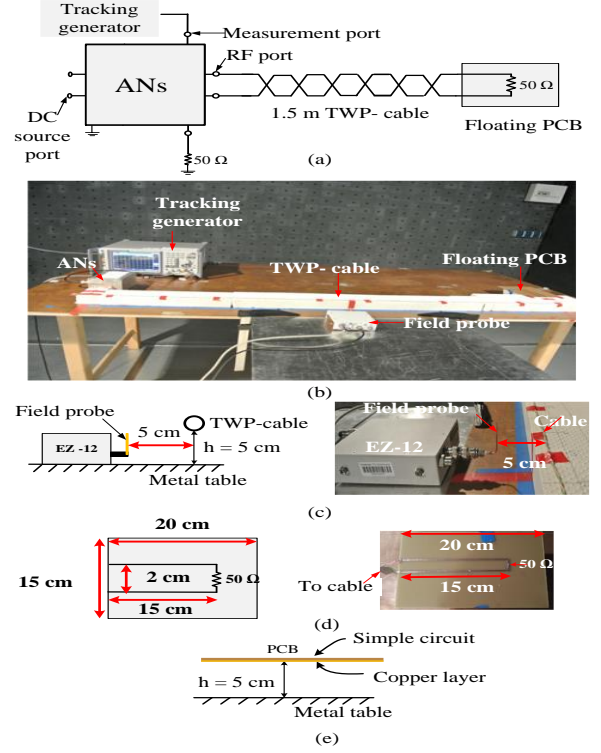 Tracking
generator
Measurement port
RF port
ANs
DC
source
port
1.5 m TWP- cable
50 Ω
Floating PCB
50 Ω
(a)
Tracking
generator
ANs
TWP- cable
Floating PCB
Field probe
(b)
Field probe
5 cm
TWP-cable
EZ -12
h = 5 cm
Metal table
Field probe
Cable
EZ-12
5 cm
(c)
20 cm
15 cm
2 cm
50 Ω
15 cm
20 cm
50 Ω
To cable
15 cm
(d)
PCB
Simple circuit
Copper layer
h = 5 cm
Metal table
(e)